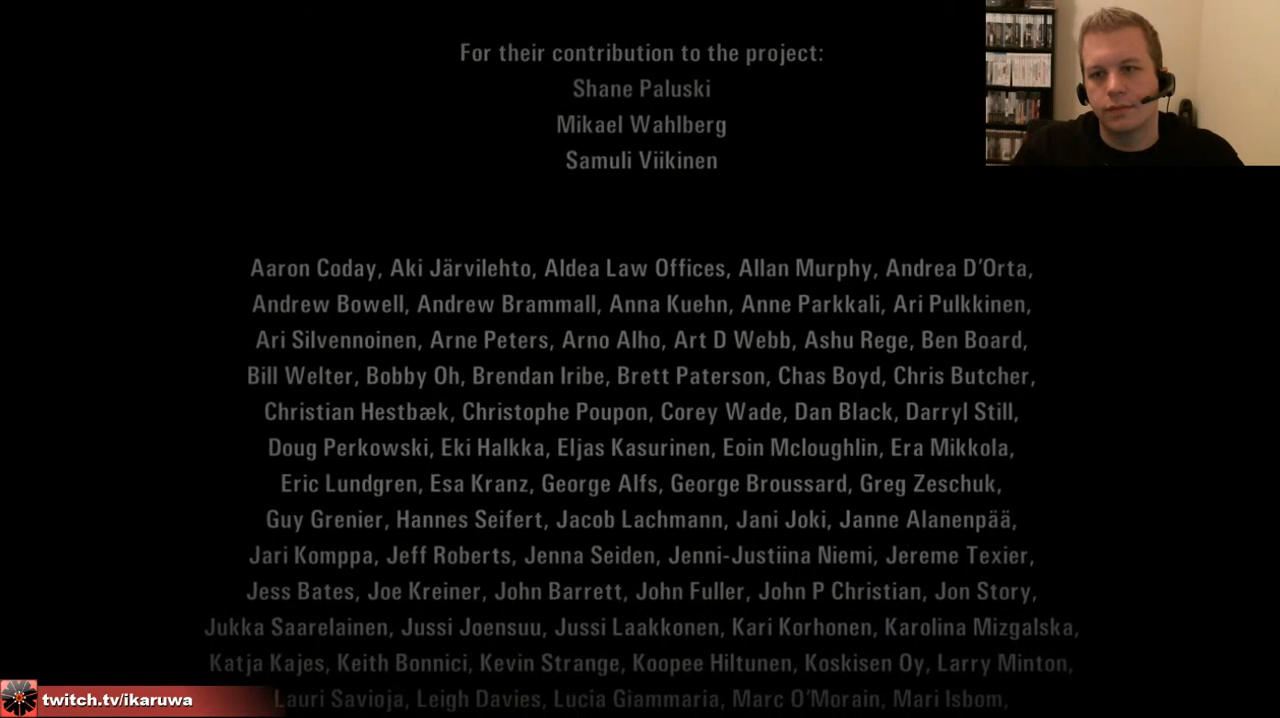 For their contribution to the project:
Shane Paluski
Mikael Wahlberg
Samuli Viikinen
Aaron Coday, Aki Järvilehto, Aldea Law Offices, Allan Murphy, Andrea D'Orta,
Andrew Bowell, Andrew Brammall, Anna Kuehn, Anne Parkkali, Ari Pulkkinen,
Ari Silvennoinen, Arne Peters, Arno Alho, Art D Webb, Ashu Rege, Ben Board,
Bill Welter, Bobby Oh, Brendan Iribe, Brett Paterson, Chas Boyd, Chris Butcher,
Christian Hestbæk, Christophe Poupon, Corey Wade, Dan Black, Darryl Still,
Doug Perkowski, Eki Halkka, Eljas Kasurinen, Eoin Mcloughlin, Era Mikkola,
Eric Lundgren, Esa Kranz, George Alfs, George Broussard, Greg Zeschuk,
Guy Grenier, Hannes Seifert, Jacob Lachmann, Jani Joki, Janne Alanenpää,
Jari Komppa, Jeff Roberts, Jenna Seiden, Jenni-Justiina Niemi, Jereme Texier,
Jess Bates, Joe Kreiner, John Barrett, John Fuller, John P Christian, Jon Story,
Jukka Saarelainen, Jussi Joensuu, Jussi Laakkonen, Kari Korhonen, Karolina Mizgalska,
Katja Kajes, Keith Bonnici, Kevin Strange, Koopee Hiltunen, Koskisen Oy, Larry Minton,
Lauri Savioja, Leigh Davies, Lucia Giammaria, Marc O'Morain, Mari Isbom,
twitch.tv/ikaruwa